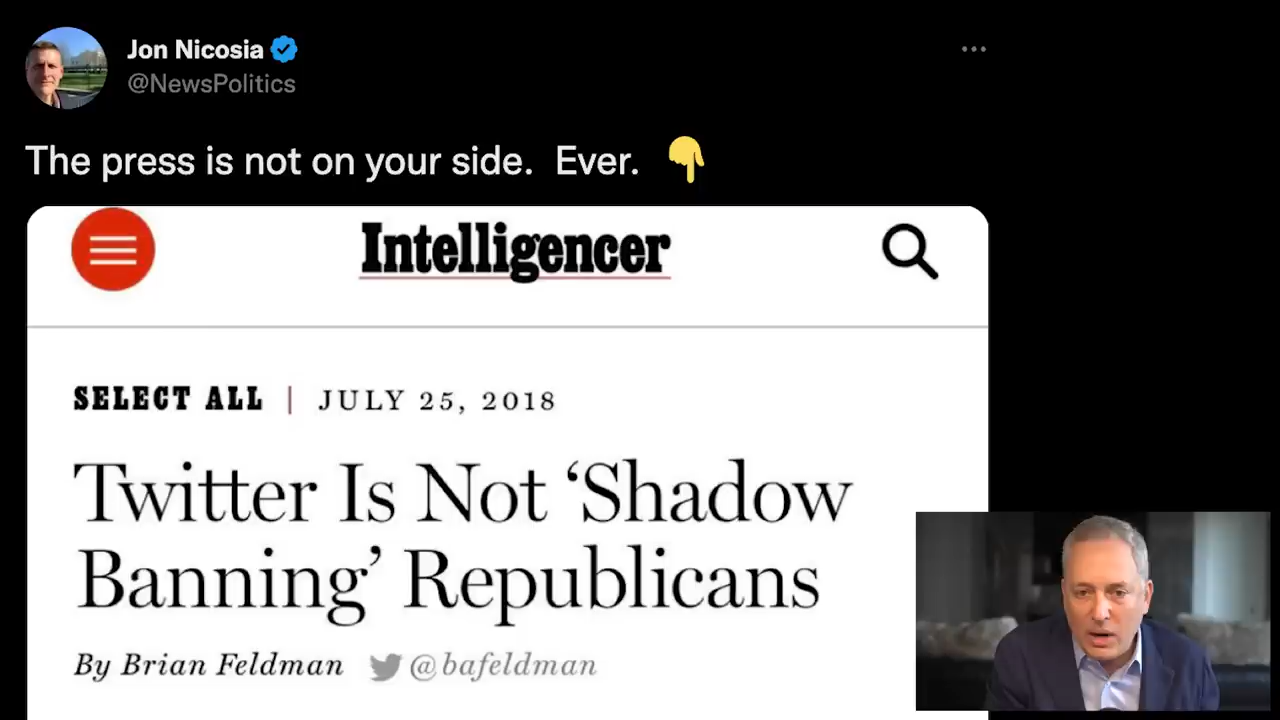 Jon Nicosia
@NewsPolitics
The press is not on your side. Ever.
Intelligencer
SELECT ALL | JULY 25, 2018
Twitter Is Not ‘Shadow
Banning’ Republicans
By Brian Feldman @bafeldman